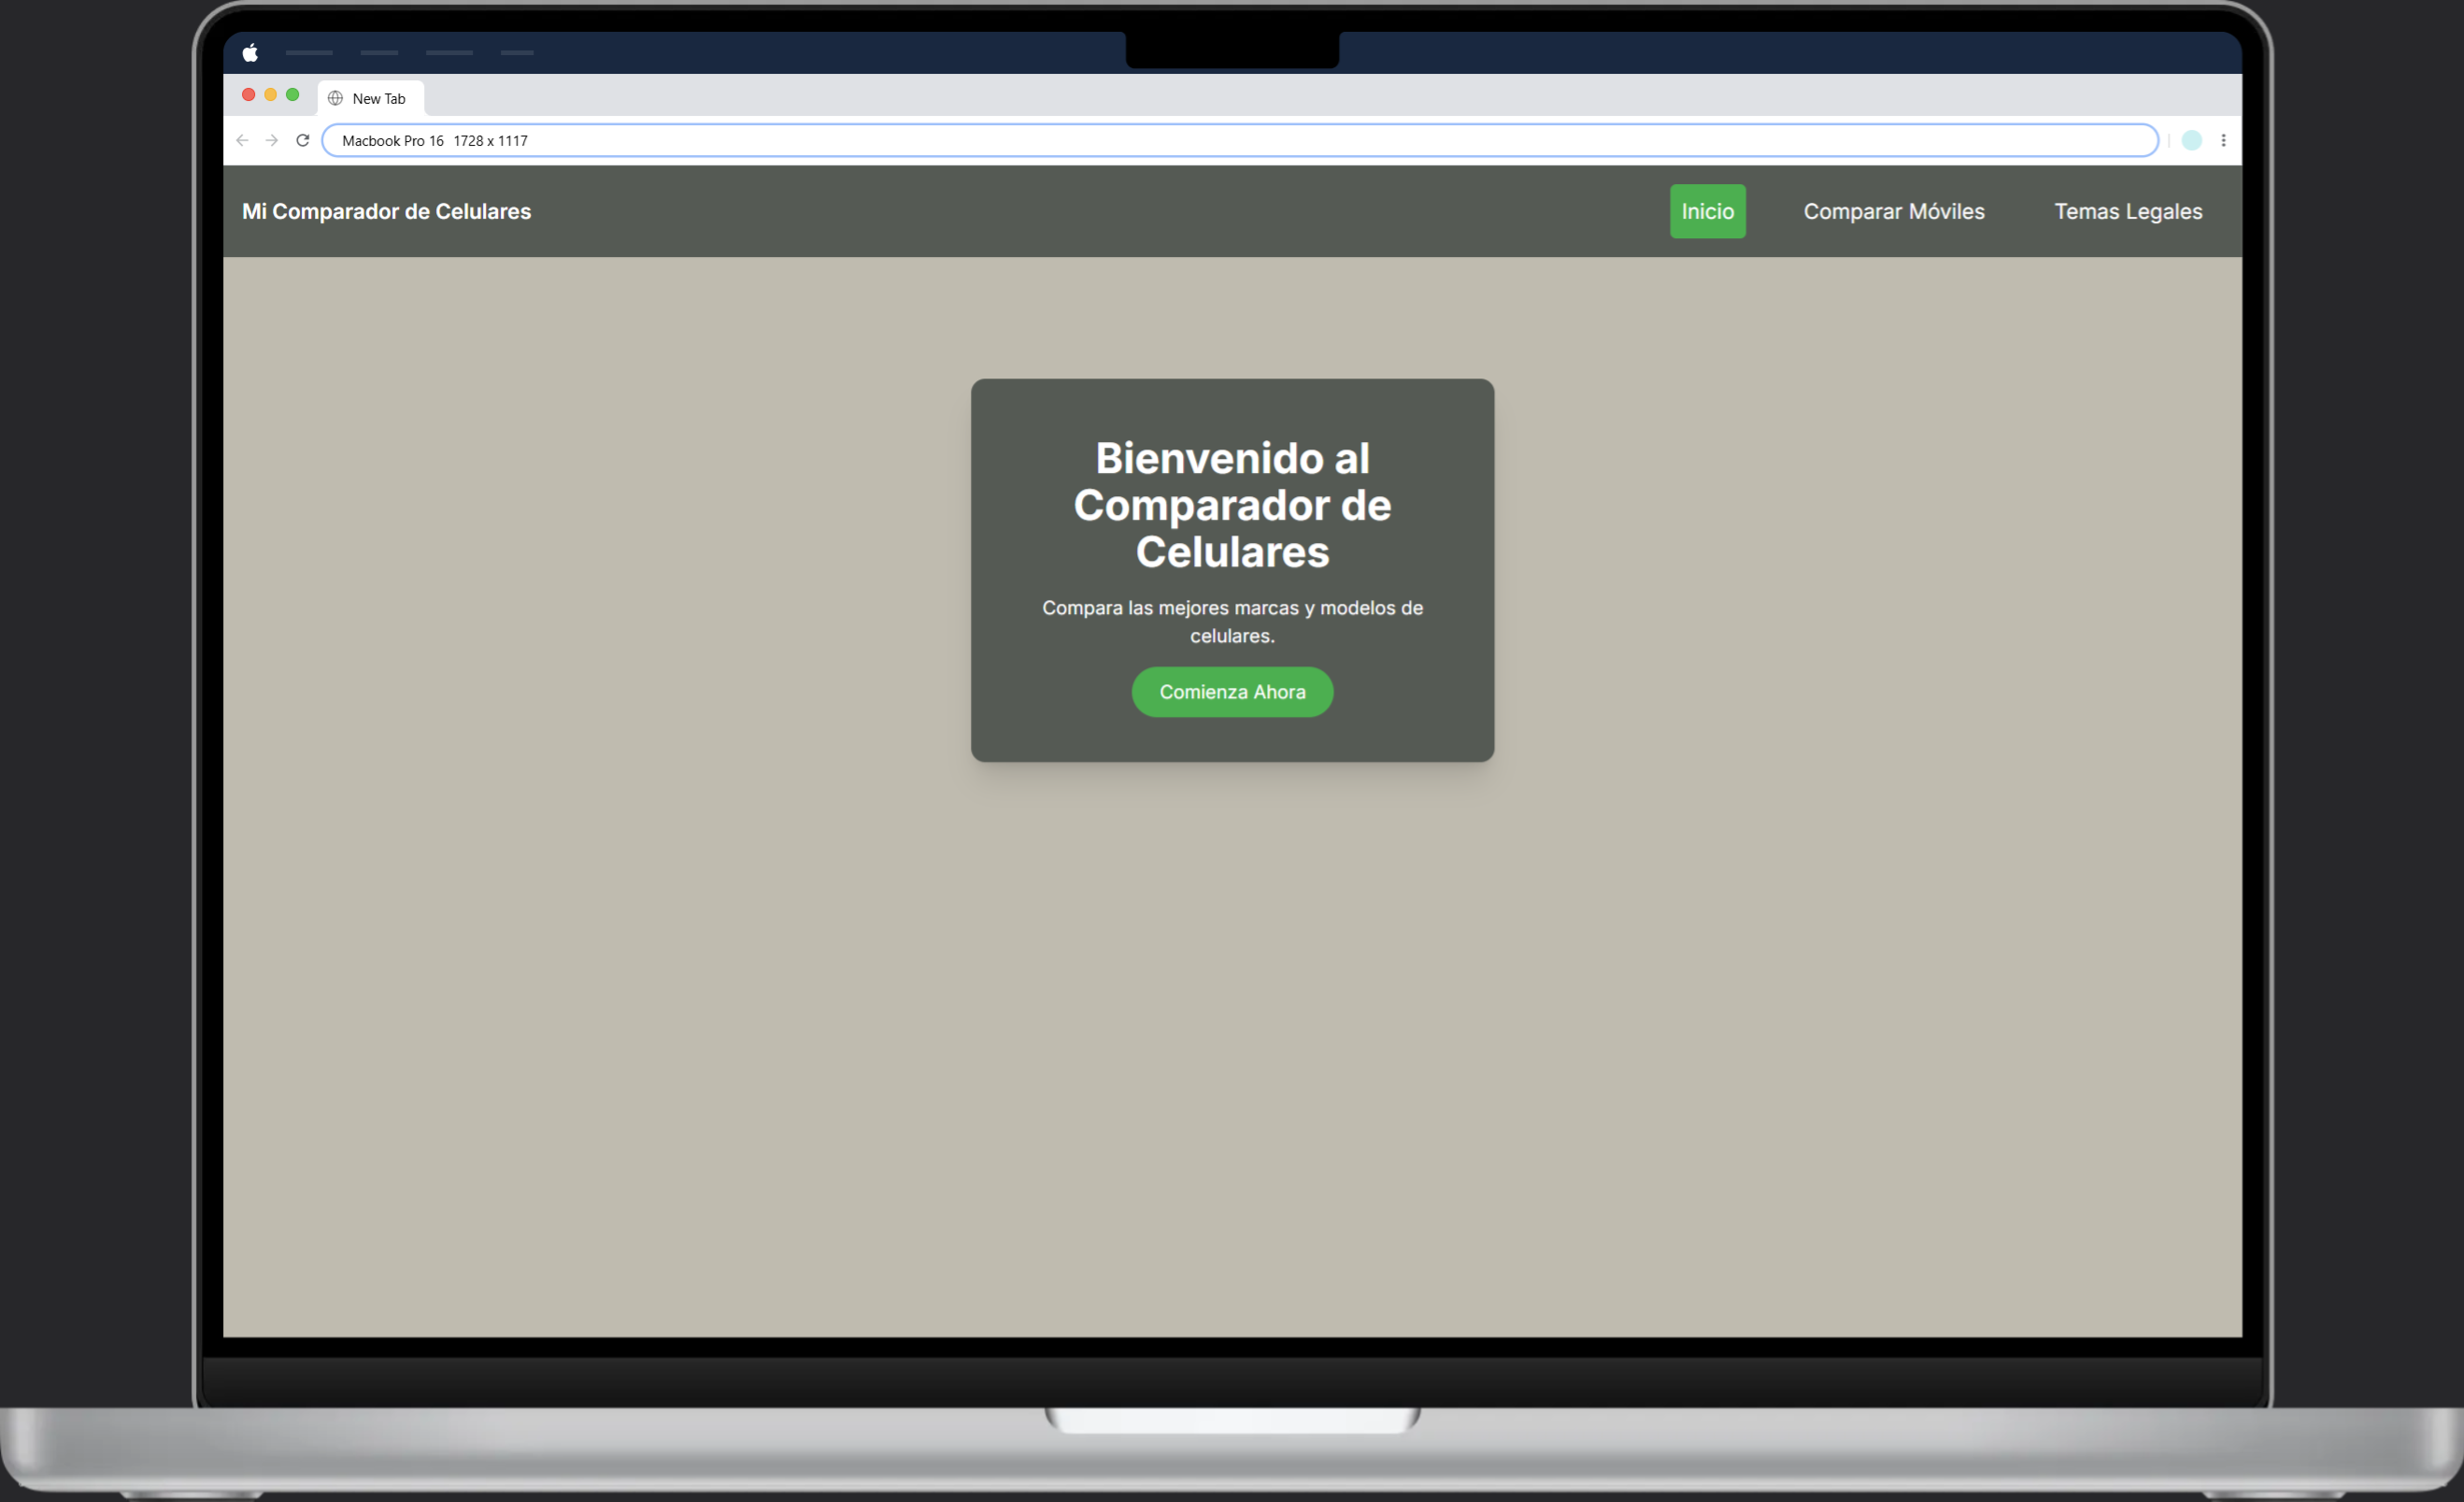 New Tab
Macbook Pro 16 1728 x 1117
Mi Comparador de Celulares
Inicio
Comparar Móviles
Temas Legales
Bienvenido al
Comparador de
Celulares
Compara las mejores marcas y modelos de
celulares.
Comienza Ahora